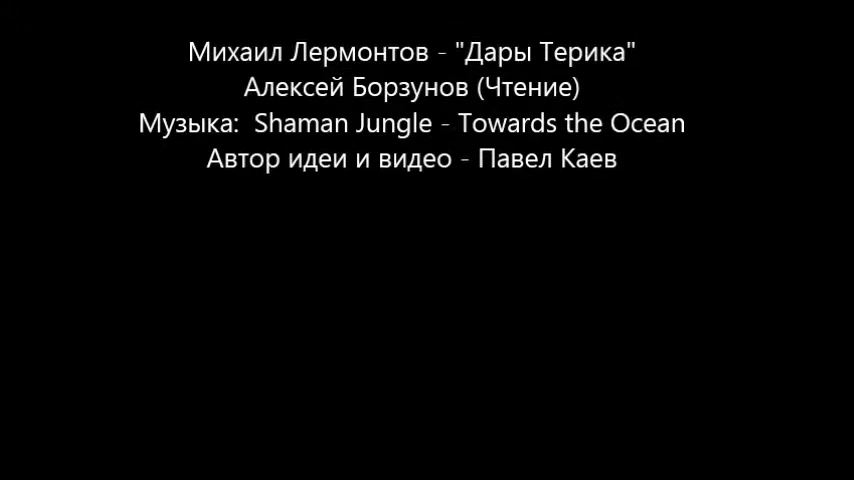 Михаил Лермонтов - "Дары Терика"
Алексей Борзунов (Чтение)
Музыка:  Shaman Jungle - Towards the Ocean
Автор идеи и видео - Павел Каев